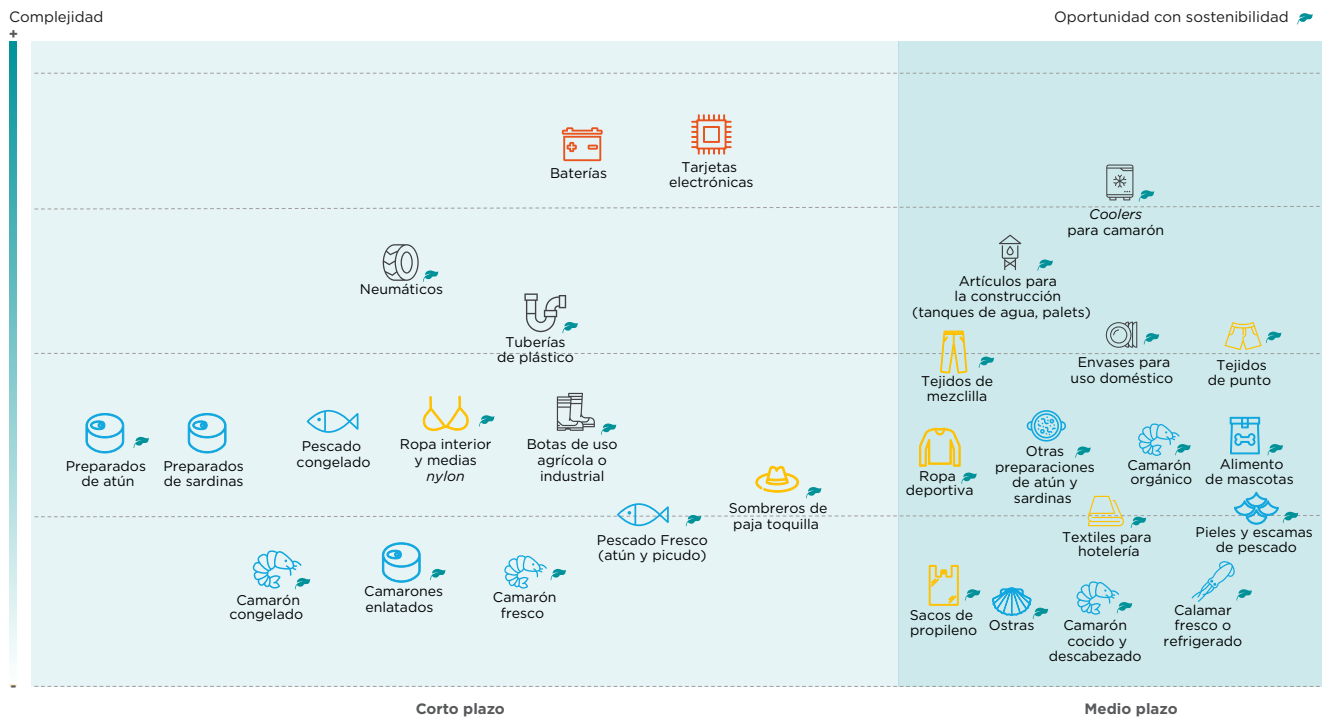 Complejidad
Oportunidad con sostenibilidad
+
Baterías
Tarjetas
electrónicas
Coolers
para camarón
Neumáticos
Artículos para
la construcción
(tanques de agua, palets)
Tuberías
de plástico
Envases para
uso doméstico
Tejidos
de punto
Tejidos de
mezclilla
Preparados
de atún
Preparados
de sardinas
Pescado
congelado
Ropa interior
y medias
nylon
Botas de uso
agrícola o
industrial
Sombreros de
paja toquilla
Ropa
deportiva
Otras
preparaciones
de atún y
sardinas
Camarón
orgánico
Alimento
de mascotas
Pescado Fresco
(atún y picudo)
Textiles para
hotelería
Pieles y escamas
de pescado
Camarón
congelado
Camarones
enlatados
Camarón
fresco
Sacos de
propileno
Ostras
Camarón
cocido y
descabezado
Calamar
fresco o
refrigerado
-
Corto plazo
Medio plazo